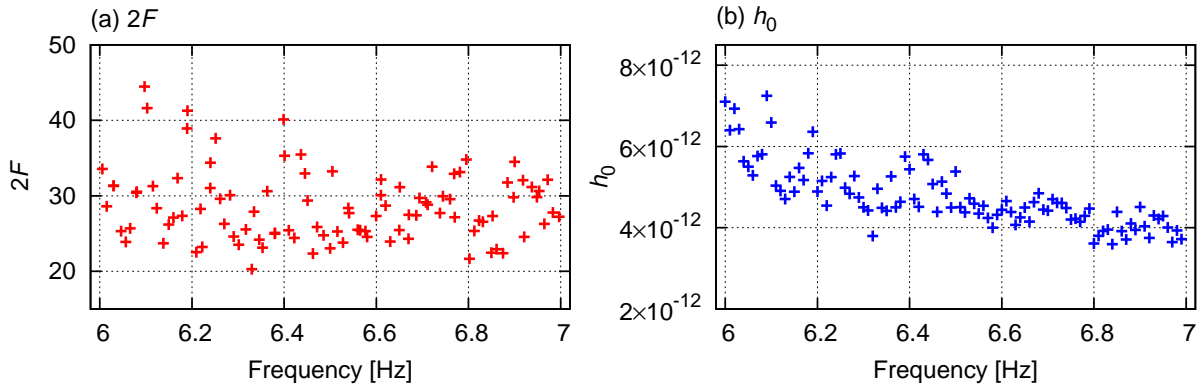 (a) 2F
50
40
30
20
2F
6 6.2 6.4 6.6 6.8 7
Frequency [Hz]
(b) h₀
8×10⁻¹²
6×10⁻¹²
4×10⁻¹²
2×10⁻¹²
h₀
6 6.2 6.4 6.6 6.8 7
Frequency [Hz]